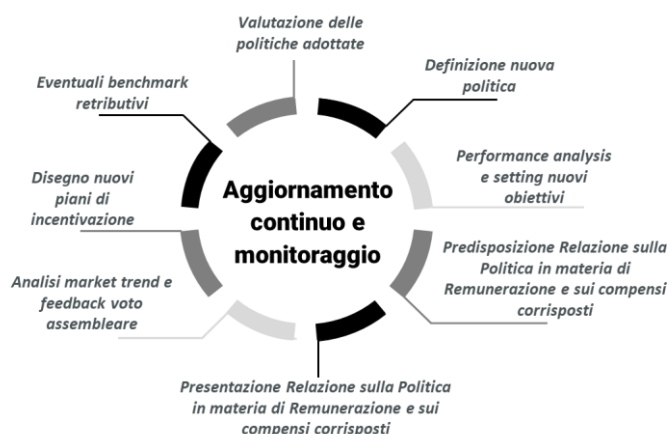 Valutazione delle
politiche adottate
Definizione nuova
politica
Performance analysis
e setting nuovi
obiettivi
Predisposizione Relazione sulla
Politica in materia di
Remunerazione e sui compensi
corrisposti
Presentazione Relazione sulla Politica
in materia di Remunerazione e sui
compensi corrisposti
Analisi market trend e
feedback voto
assembleare
Disegno nuovi
piani di
incentivazione
Eventuali benchmark
retributivi
Aggiornamento
continuo e
monitoraggio